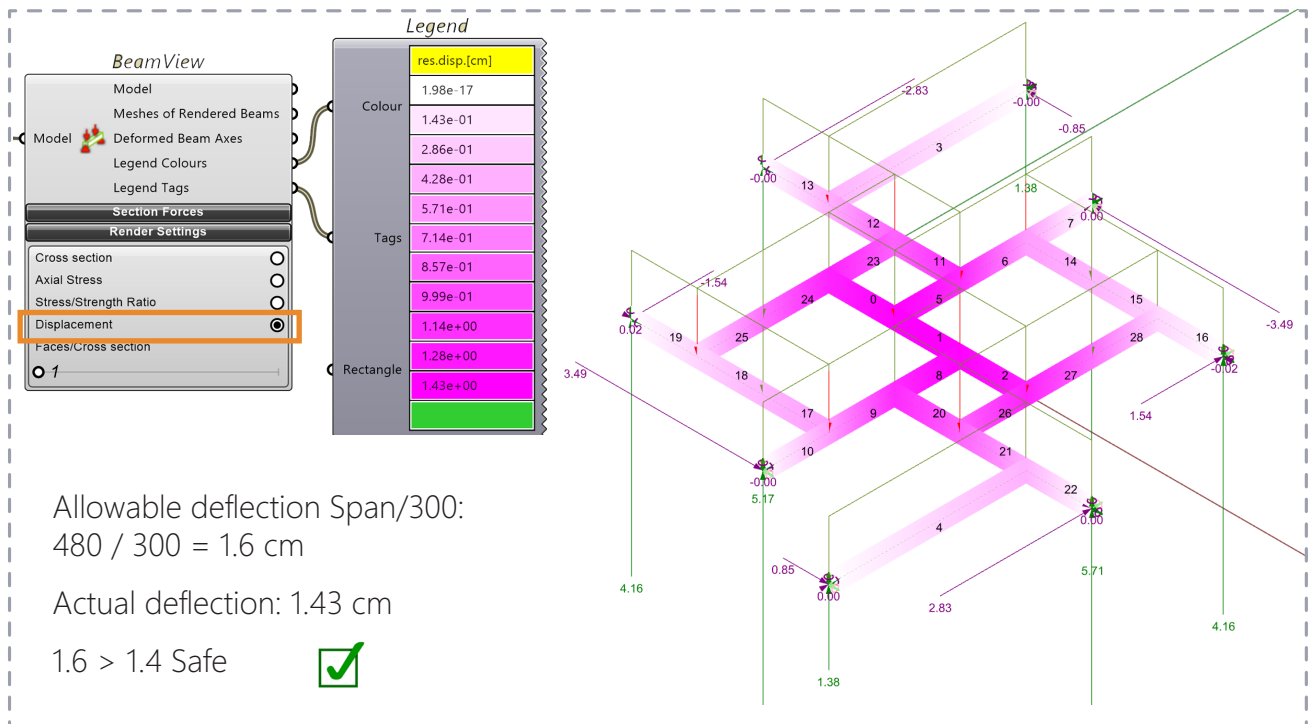 BeamView
Model
Model
Meshes of Rendered Beams
Deformed Beam Axes
Legend Colours
Legend Tags
Section Forces
Render Settings
Cross section
Axial Stress
Stress/Strength Ratio
Displacement
Faces/Cross section
1
Legend
Colour
Tags
Rectangle
res.disp.[cm]
1.98e-17
1.43e-01
2.86e-01
4.28e-01
5.71e-01
7.14e-01
8.57e-01
9.99e-01
1.14e+00
1.28e+00
1.43e+00
Allowable deflection Span/300:
480 / 300 = 1.6 cm
Actual deflection: 1.43 cm
1.6 > 1.4 Safe
-2.83
-0.00
-0.85
3
-0.00
13
1.38
12
0.00
7
23
11
6
14
-1.54
24
0
5
15
0.02
19
25
1
28
16
-3.49
18
8
2
27
-0.02
3.49
17
9
20
26
1.54
10
21
-0.00
5.17
22
4
0.00
0.85
0.00
5.71
4.16
2.83
4.16
1.38